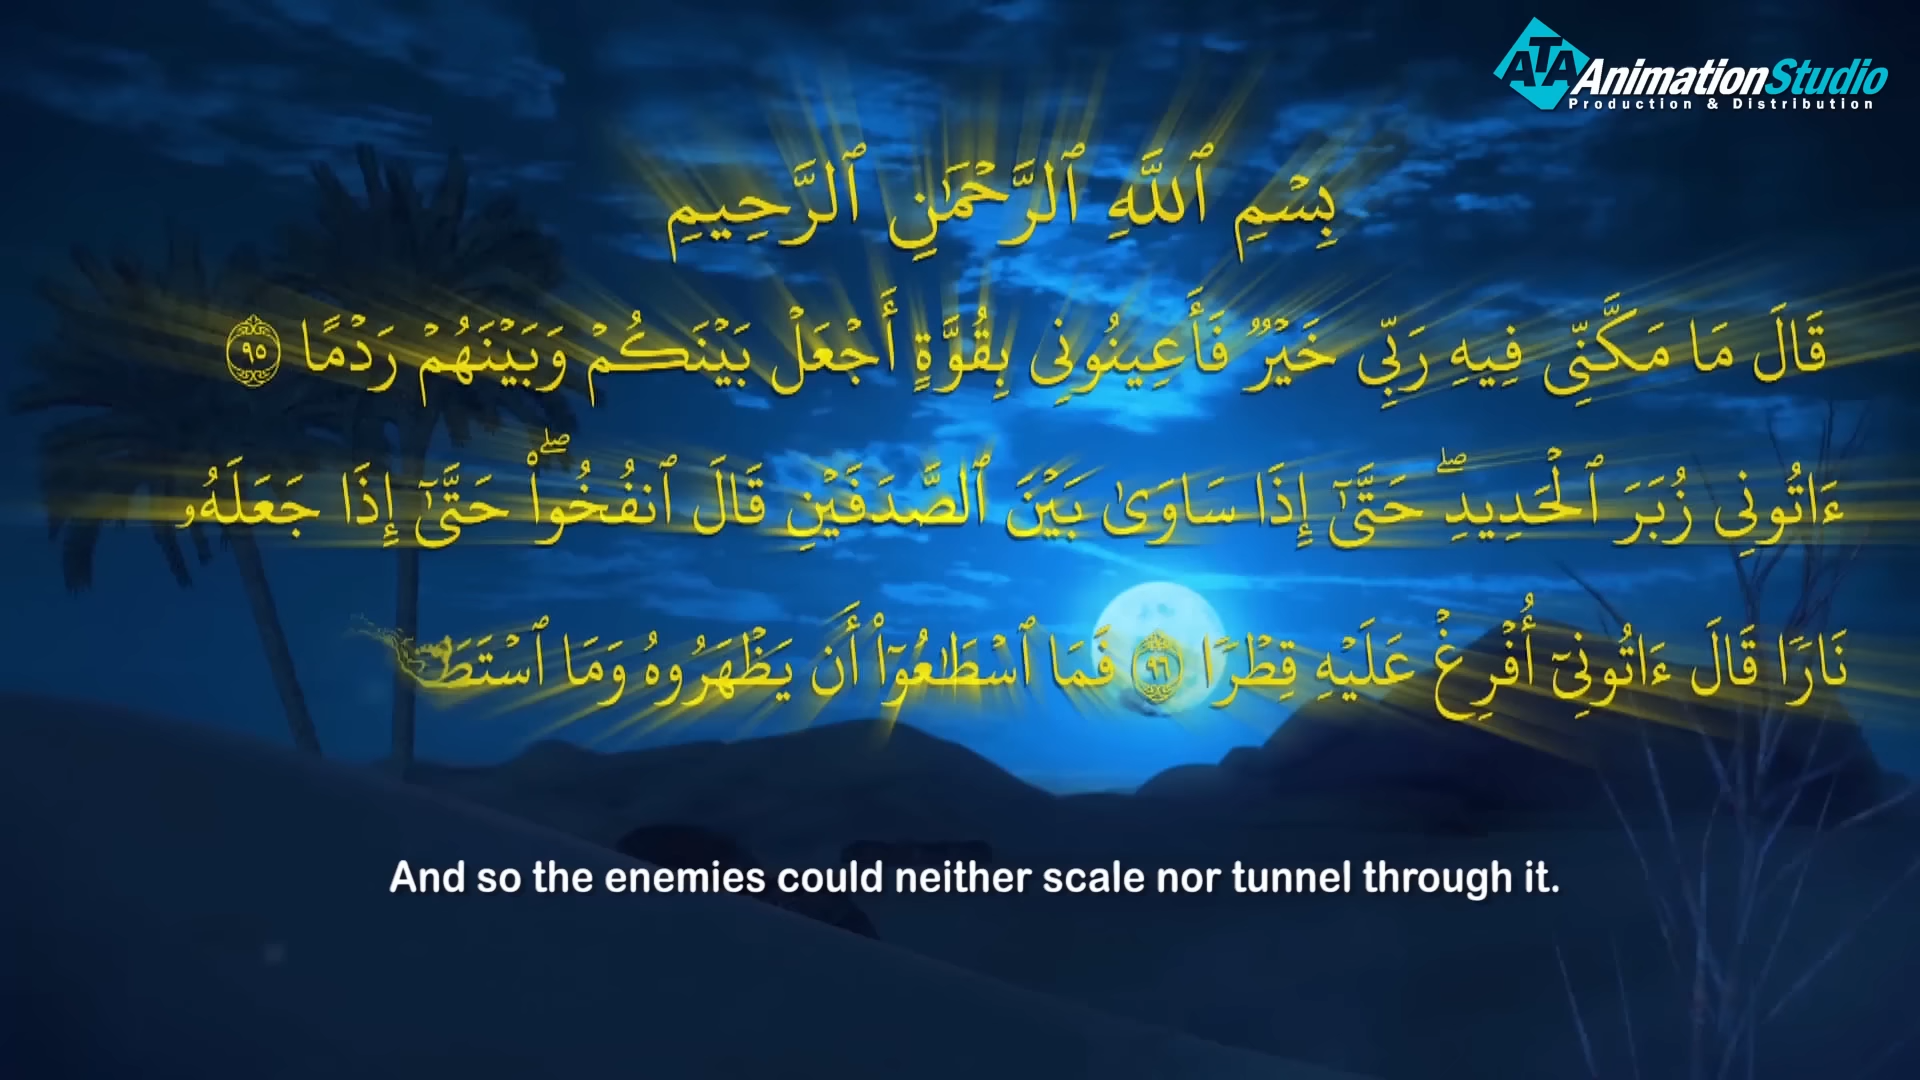 ATA AnimationStudio
Production & Distribution
بِسْمِ ٱللَّهِ ٱلرَّحْمَٰنِ ٱلرَّحِيمِ
قَالَ مَا مَكَّنِّى فِيهِ رَبِّى خَيْرٌ فَأَعِينُونِى بِقُوَّةٍ أَجْعَلْ بَيْنَكُمْ وَبَيْنَهُمْ رَدْمًا ٩٥
ءَاتُونِى زُبَرَ ٱلْحَدِيدِ ۖ حَتَّىٰٓ إِذَا سَاوَىٰ بَيْنَ ٱلصَّدَفَيْنِ قَالَ ٱنفُخُوا۟ ۖ حَتَّىٰٓ إِذَا جَعَلَهُۥ
نَارًا قَالَ ءَاتُونِىٓ أُفْرِغْ عَلَيْهِ قِطْرًا ٩٦ فَمَا ٱسْطَٰعُوٓا۟ أَن يَظْهَرُوهُ وَمَا ٱسْتَطَ
And so the enemies could neither scale nor tunnel through it.